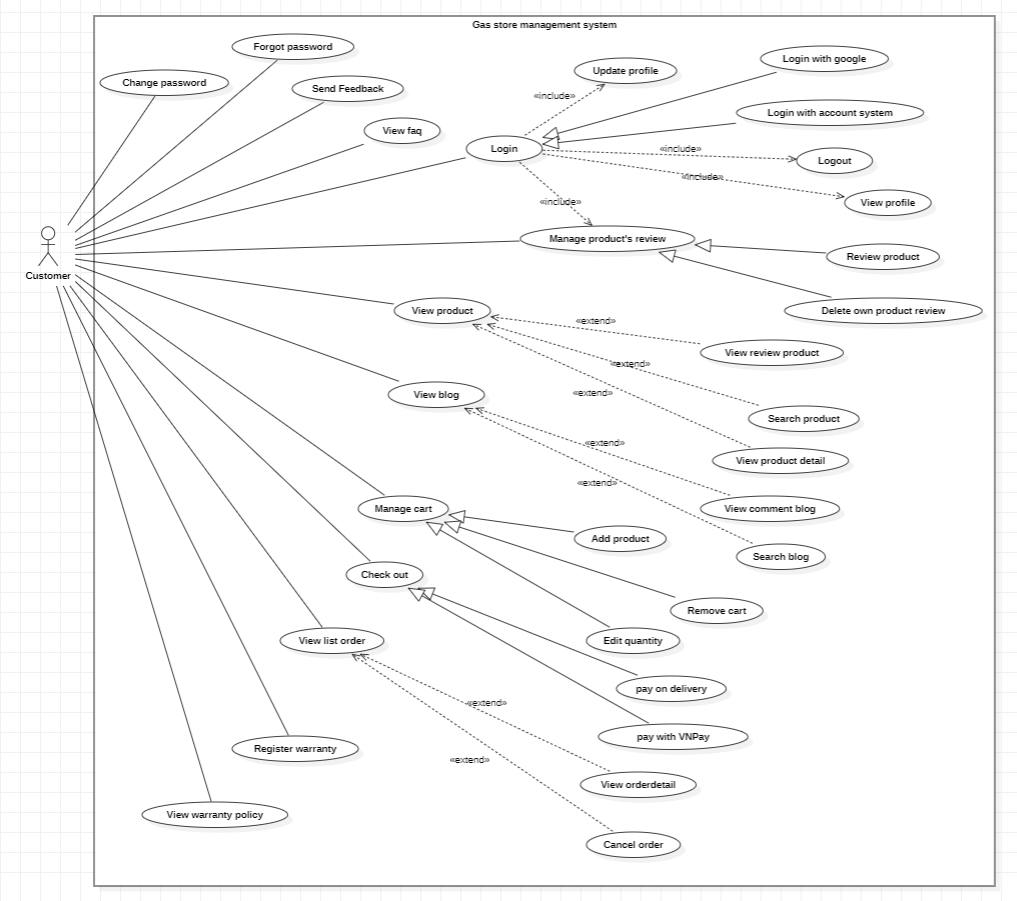 Gas store management system
Forgot password
Change password
Send Feedback
View faq
Update profile
Login with google
«include»
Login with account system
Login
«include»
Logout
«include»
View profile
«include»
Customer
Manage product's review
Review product
Delete own product review
View product
«extend»
View review product
«extend»
View blog
«extend»
Search product
«extend»
View product detail
«extend»
Manage cart
View comment blog
Add product
Search blog
Check out
Remove cart
View list order
Edit quantity
pay on delivery
«extend»
pay with VNPay
Register warranty
«extend»
View orderdetail
View warranty policy
Cancel order